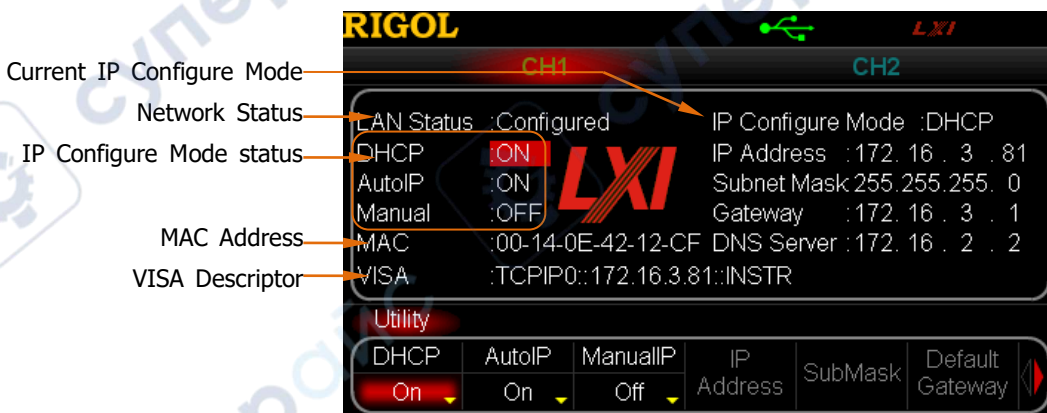 RIGOL
LXI
CH1 CH2
Current IP Configure Mode
Network Status
IP Configure Mode status
MAC Address
VISA Descriptor
LAN Status :Configured
DHCP :ON
AutoIP :ON
Manual :OFF
MAC :00-14-0E-42-12-CF
VISA :TCPIP0::172.16.3.81::INSTR
LXI
IP Configure Mode :DHCP
IP Address :172. 16 . 3 . 81
Subnet Mask:255.255.255. 0
Gateway :172. 16 . 3 . 1
DNS Server :172. 16 . 2 . 2
Utility
DHCP AutoIP ManualIP IP Address SubMask Default Gateway
On On Off